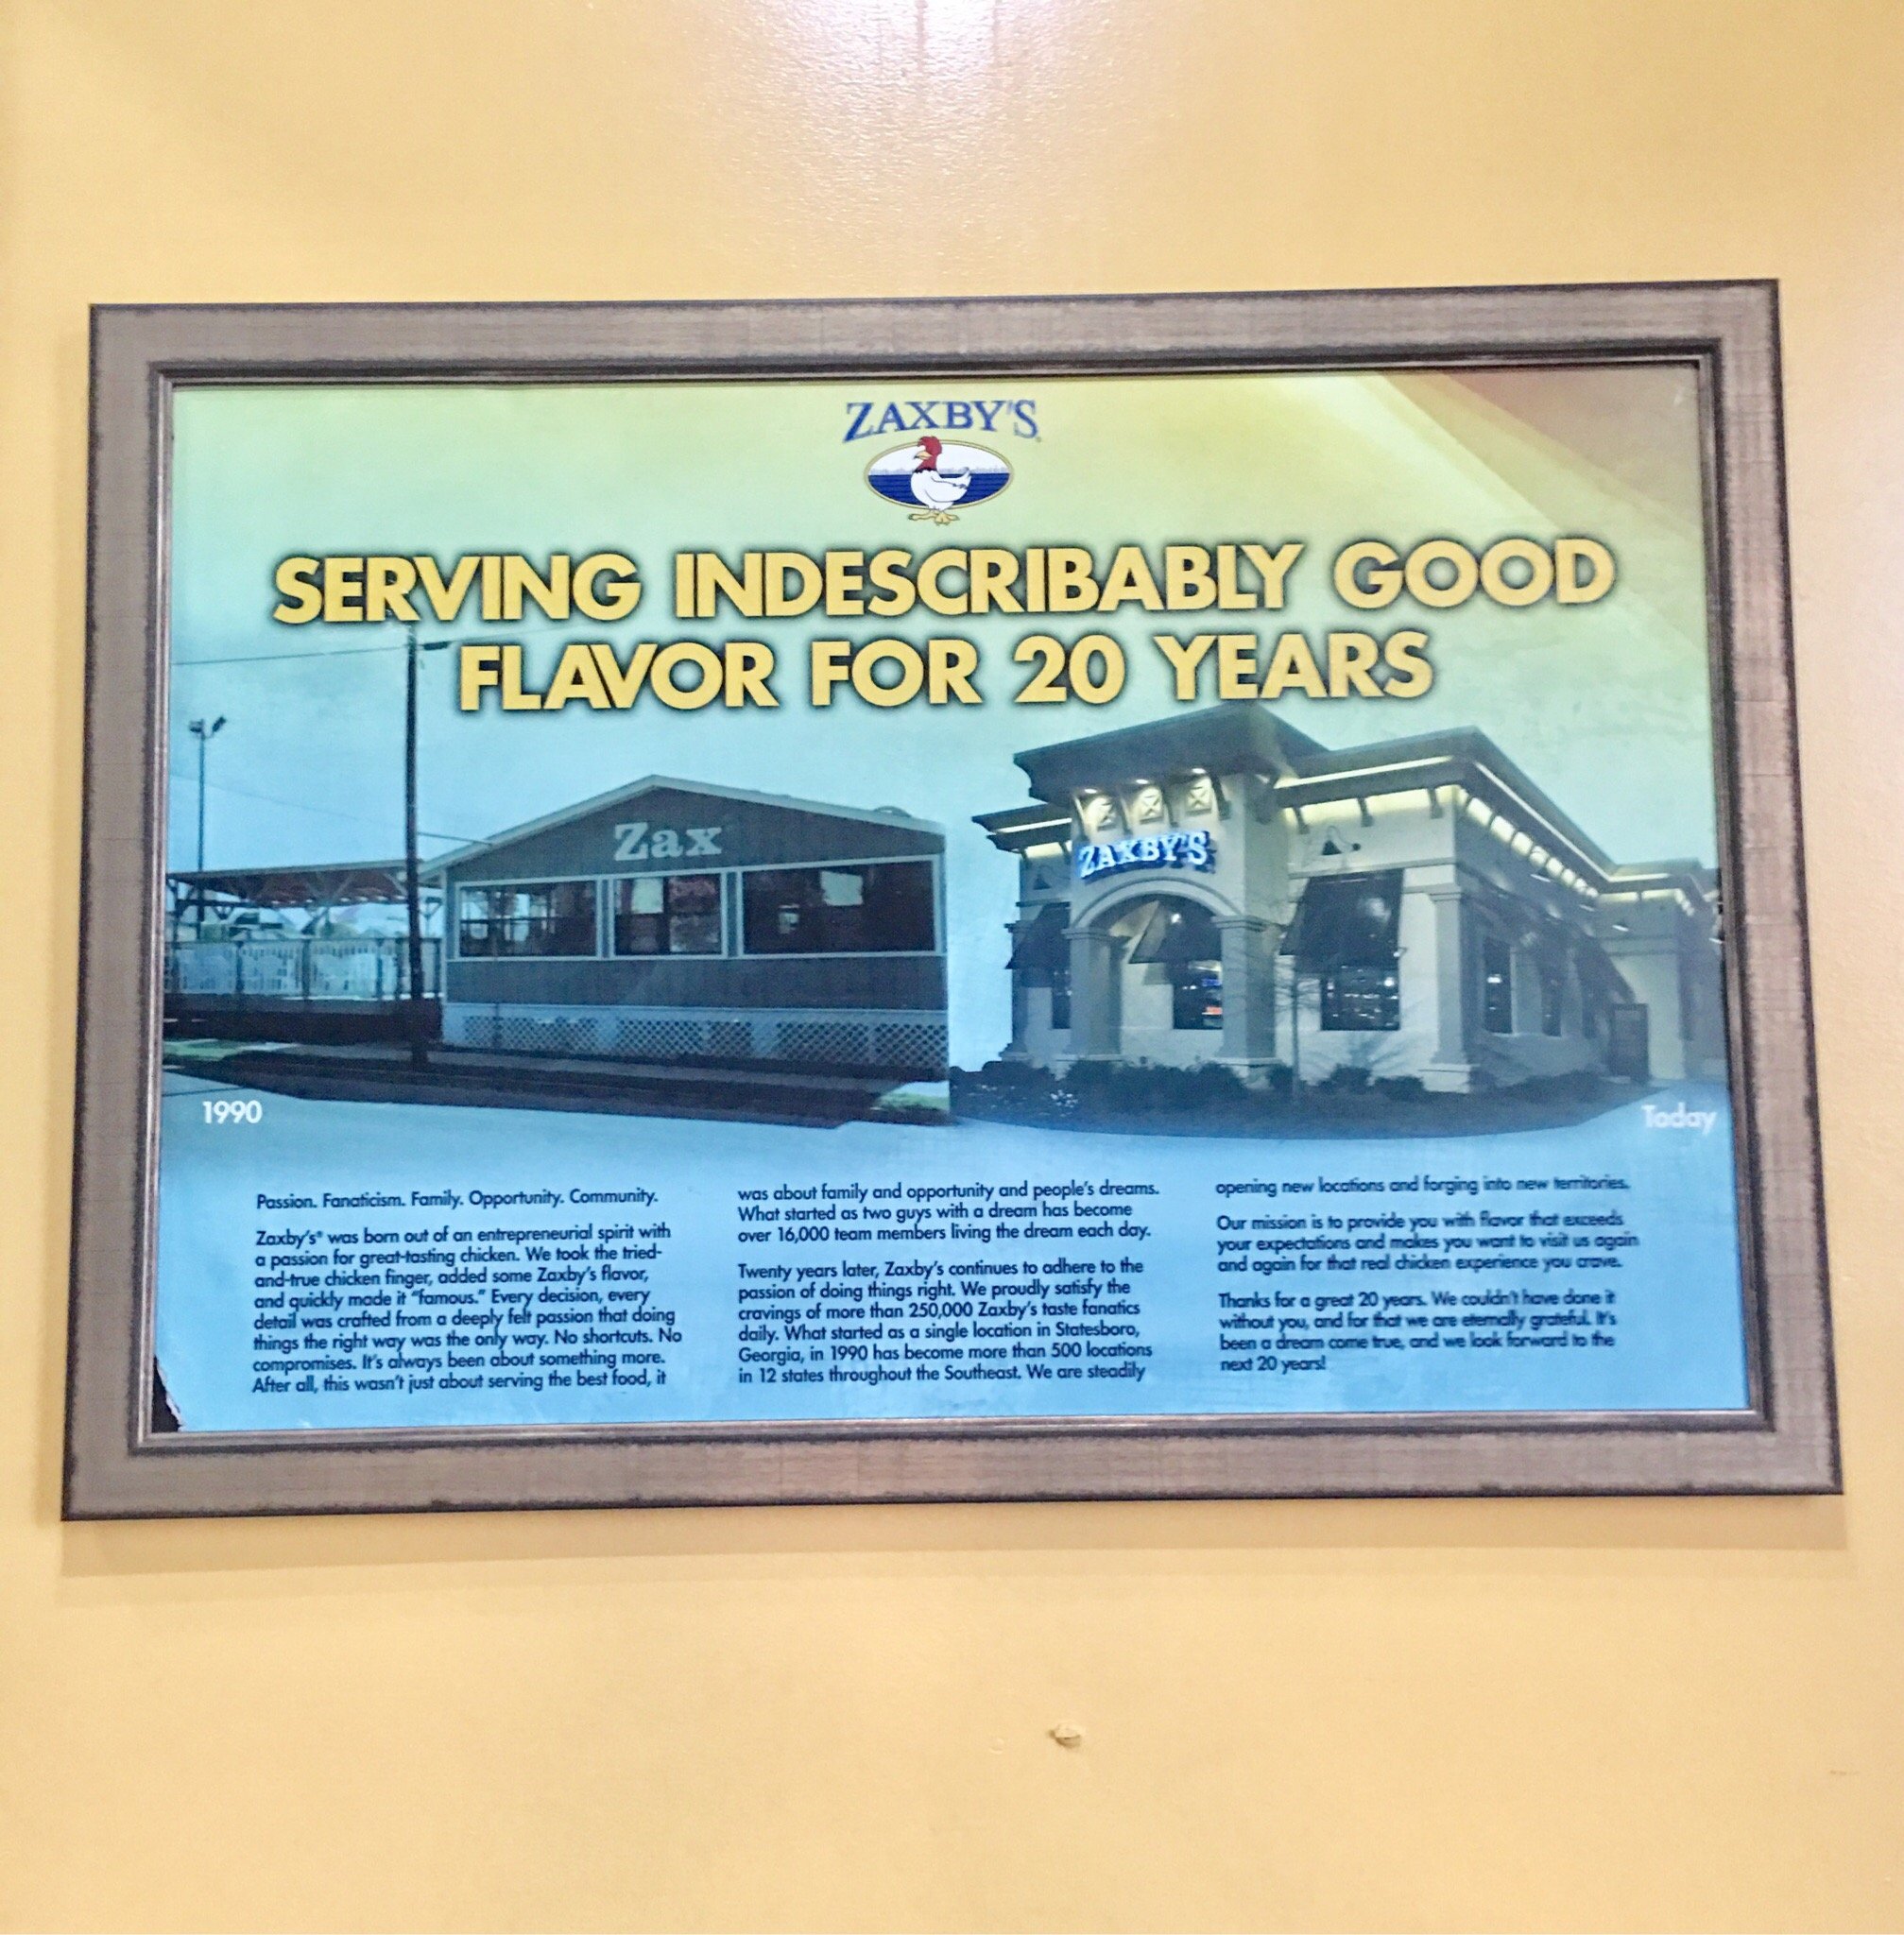 ZAXBY'S
SERVING INDESCRIBABLY GOOD
FLAVOR FOR 20 YEARS
Zax
ZAXBY'S
1990
Today
Passion. Fanaticism. Family. Opportunity. Community.
Zaxby's® was born out of an entrepreneurial spirit with
a passion for great-tasting chicken. We took the tried-
and-true chicken finger, added some Zaxby's flavor,
and quickly made it "famous." Every decision, every
detail was crafted from a deeply felt passion that doing
things the right way was the only way. No shortcuts. No
compromises. It's always been about something more.
After all, this wasn't just about serving the best food, it
was about family and opportunity and people's dreams.
What started as two guys with a dream has become
over 16,000 team members living the dream each day.
Twenty years later, Zaxby's continues to adhere to the
passion of doing things right. We proudly satisfy the
cravings of more than 250,000 Zaxby's taste fanatics
daily. What started as a single location in Statesboro,
Georgia, in 1990 has become more than 500 locations
in 12 states throughout the Southeast. We are steadily
opening new locations and forging into new territories.
Our mission is to provide you with flavor that exceeds
your expectations and makes you want to visit us again
and again for that real chicken experience you crave.
Thanks for a great 20 years. We couldn't have done it
without you, and for that we are eternally grateful. It's
been a dream come true, and we look forward to the
next 20 years!